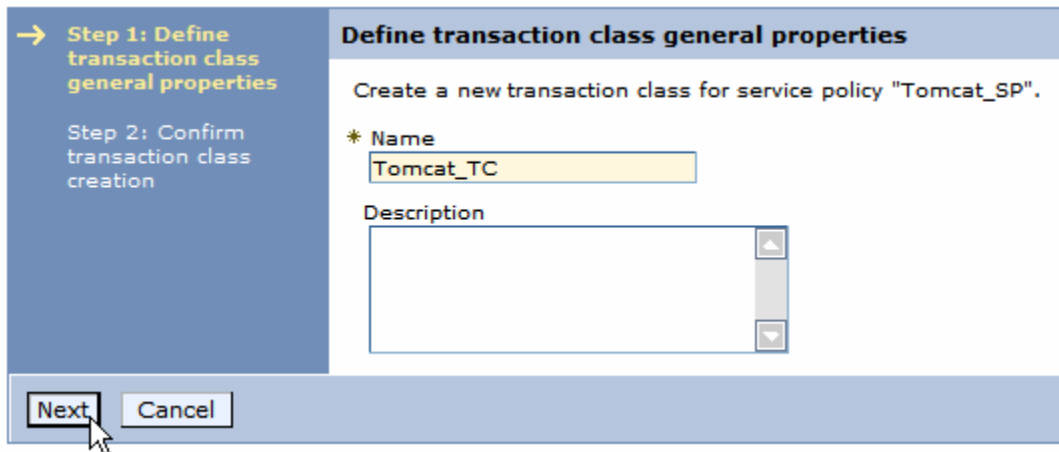 Step 1: Define
transaction class
general properties
Step 2: Confirm
transaction class
creation
Define transaction class general properties
Create a new transaction class for service policy "Tomcat_SP".
* Name
Tomcat_TC
Description
Next
Cancel